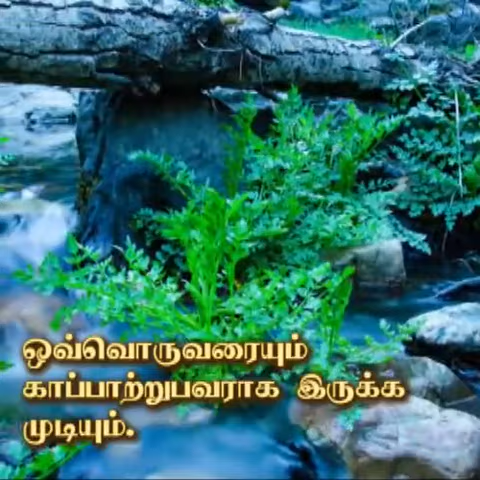 ஒவ்வொருவரையும்
காப்பாற்றுபவராக இருக்க
முடியும்.